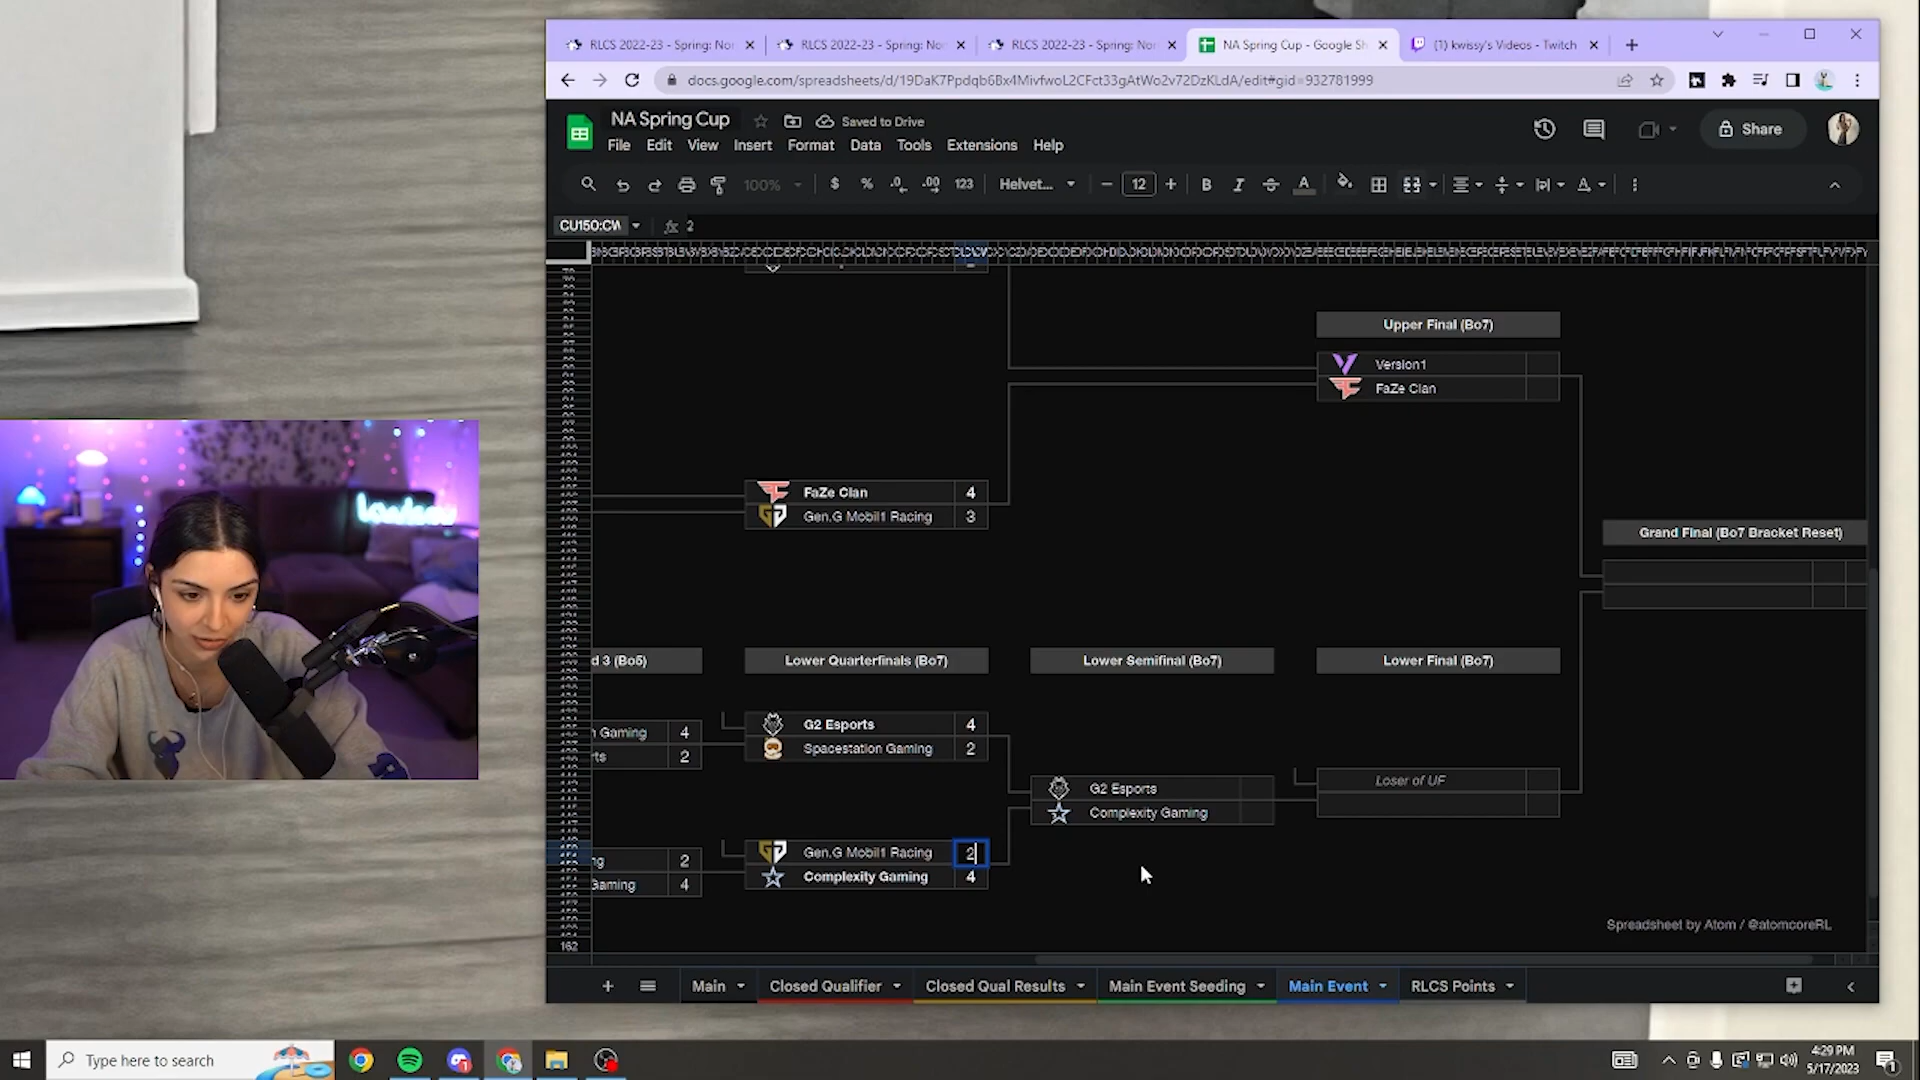 RLCS 2022-23 - Spring: Nor
RLCS 2022-23 - Spring: Nor
RLCS 2022-23 - Spring: Nor
NA Spring Cup - Google Sh
(1) kwissy's Videos - Twitch
docs.google.com/spreadsheets/d/19DaK7Ppdqb6Bx4MivfwoL2CFct33gAtWo2v72DzKLdA/edit#gid=932781999
NA Spring Cup
Saved to Drive
File Edit View Insert Format Data Tools Extensions Help
Share
100% $ % .0 .00 123 Helvet... 12 B I S A
CU150:CW
fx 2
Upper Final (Bo7)
Version1
FaZe Clan
FaZe Clan 4
Gen.G Mobil1 Racing 3
Grand Final (Bo7 Bracket Reset)
d 3 (Bo5)
Lower Quarterfinals (Bo7)
Lower Semifinal (Bo7)
Lower Final (Bo7)
n Gaming 4
rts 2
G2 Esports 4
Spacestation Gaming 2
G2 Esports
Complexity Gaming
Loser of UF
ng 2
Gaming 4
Gen.G Mobil1 Racing 2
Complexity Gaming 4
Spreadsheet by Atom / @atomcoreRL
162
Main
Closed Qualifier
Closed Qual Results
Main Event Seeding
Main Event
RLCS Points
Type here to search
4:29 PM
5/17/2023